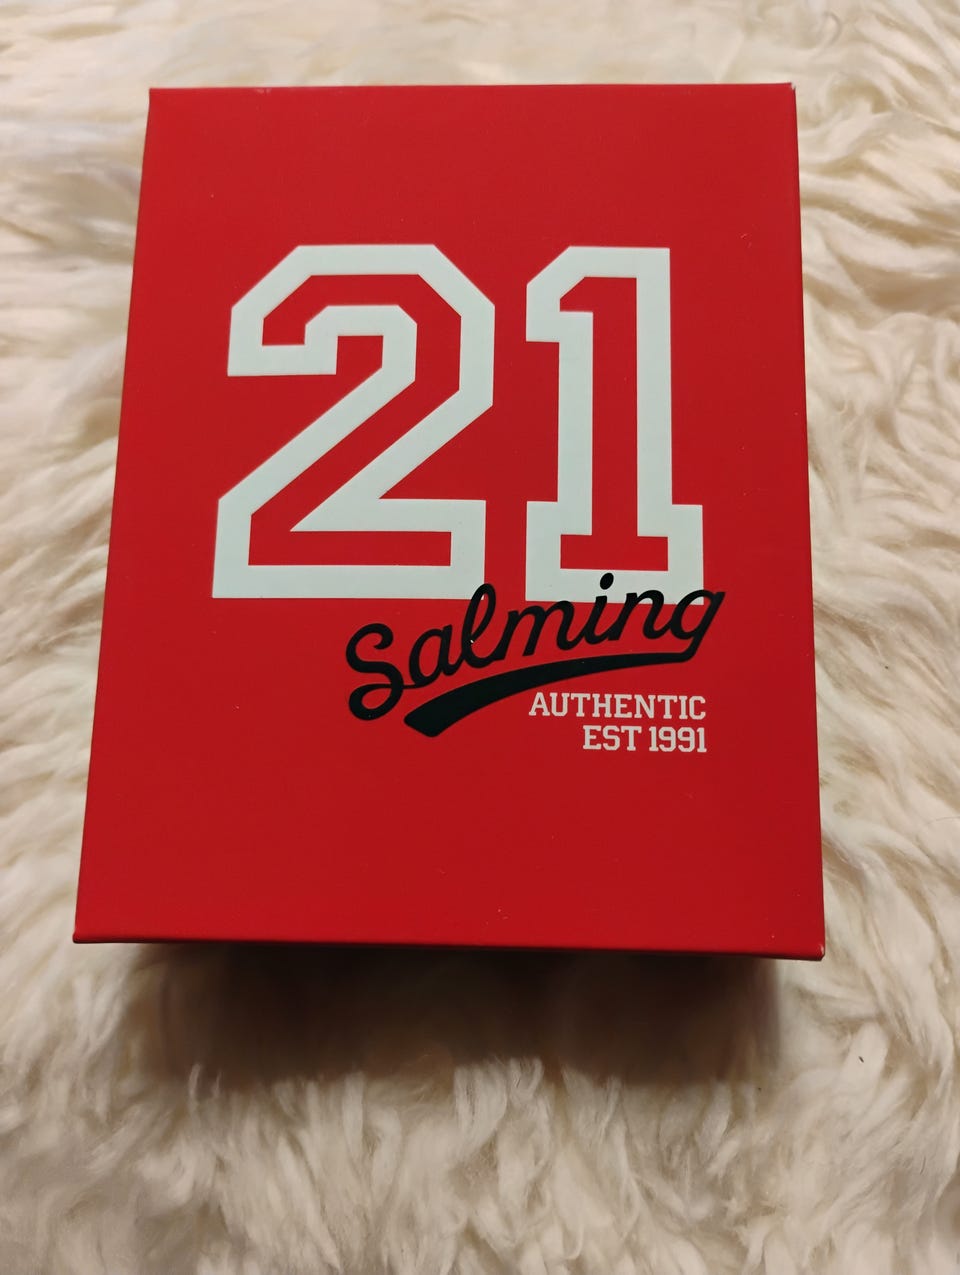 21
Salming
AUTHENTIC
EST 1991